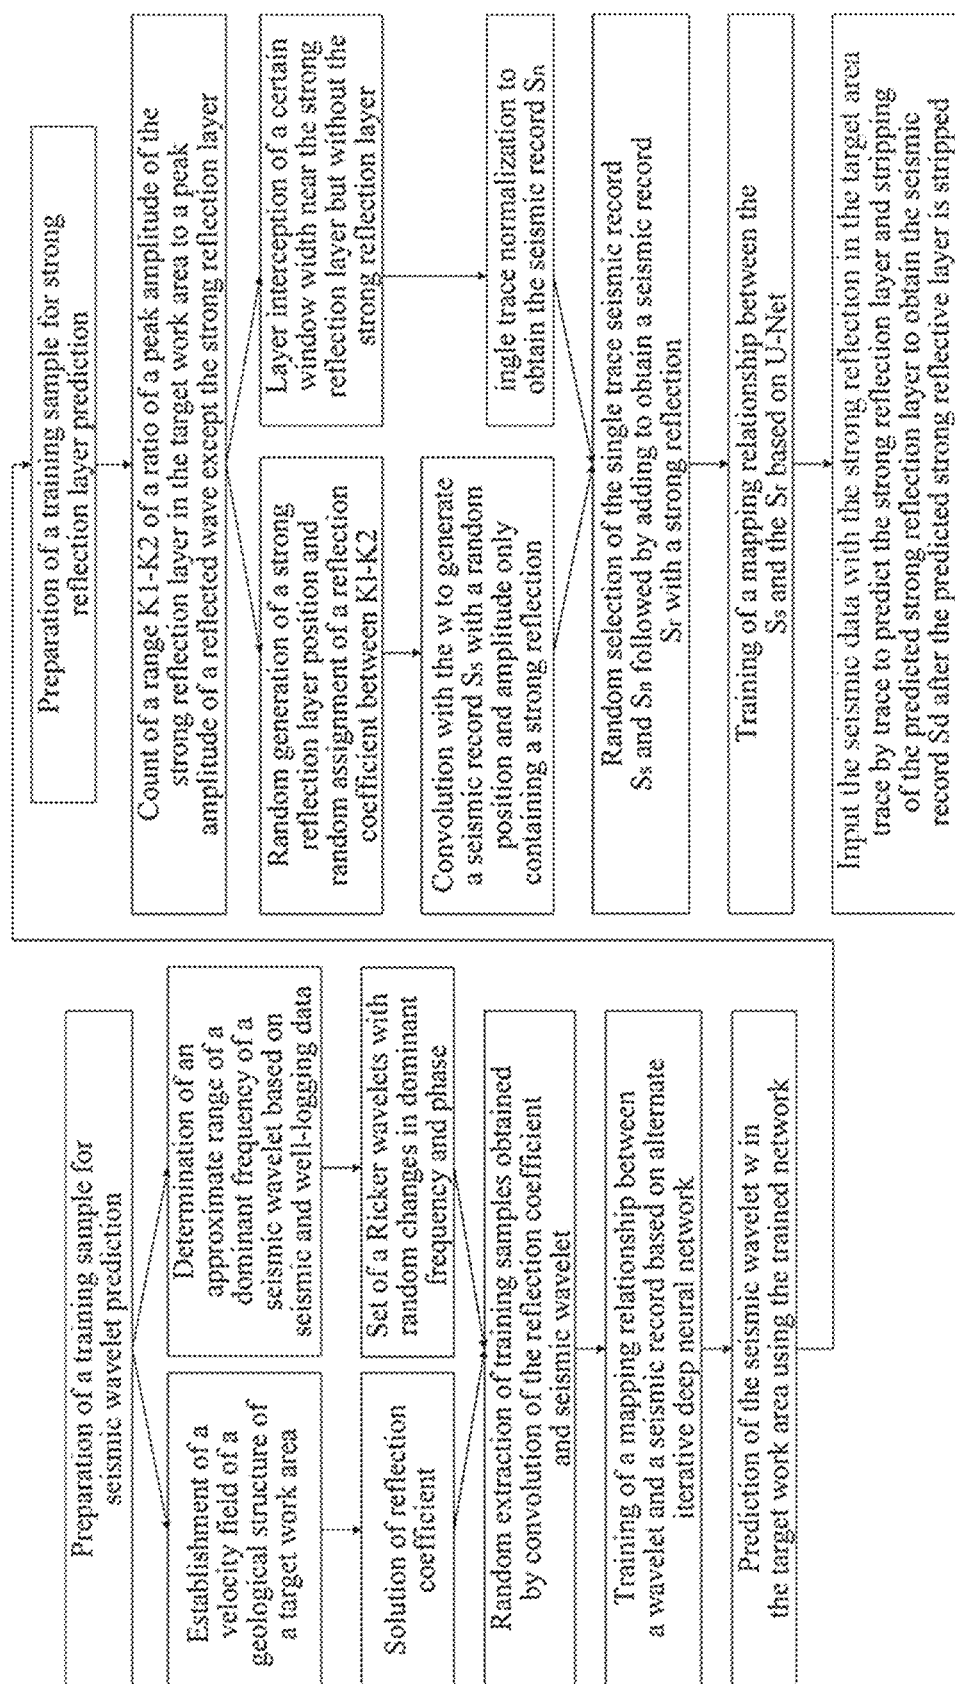 Preparation of a training sample for
seismic wavelet prediction
Establishment of a
velocity field of a
geological structure of
a target work area
Determination of an
approximate range of a
dominant frequency of a
seismic wavelet based on
seismic and well-logging data
Solution of reflection
coefficient
Set of a Ricker wavelets with
random changes in dominant
frequency and phase
Random extraction of training samples obtained
by convolution of the reflection coefficient
and seismic wavelet
Training of a mapping relationship between
a wavelet and a seismic record based on alternate
iterative deep neural network
Prediction of the seismic wavelet w in
the target work area using the trained network
Preparation of a training sample for strong
reflection layer prediction
Count of a range K1-K2 of a ratio of a peak amplitude of the
strong reflection layer in the target work area to a peak
amplitude of a reflected wave except the strong reflection layer
Random generation of a strong
reflection layer position and
random assignment of a reflection
coefficient between K1-K2
Layer interception of a certain
window width near the strong
reflection layer but without the
strong reflection layer
Convolution with the w to generate
a seismic record Ss with a random
position and amplitude only
containing a strong reflection
ingle trace normalization to
obtain the seismic record Sn
Random selection of the single trace seismic record
Ss and Sn followed by adding to obtain a seismic record
Sr with a strong reflection
Training of a mapping relationship between the
Ss and the Sr based on U-Net
Input the seismic data with the strong reflection in the target area
trace by trace to predict the strong reflection layer and stripping
of the predicted strong reflection layer to obtain the seismic
record Sd after the predicted strong reflective layer is stripped